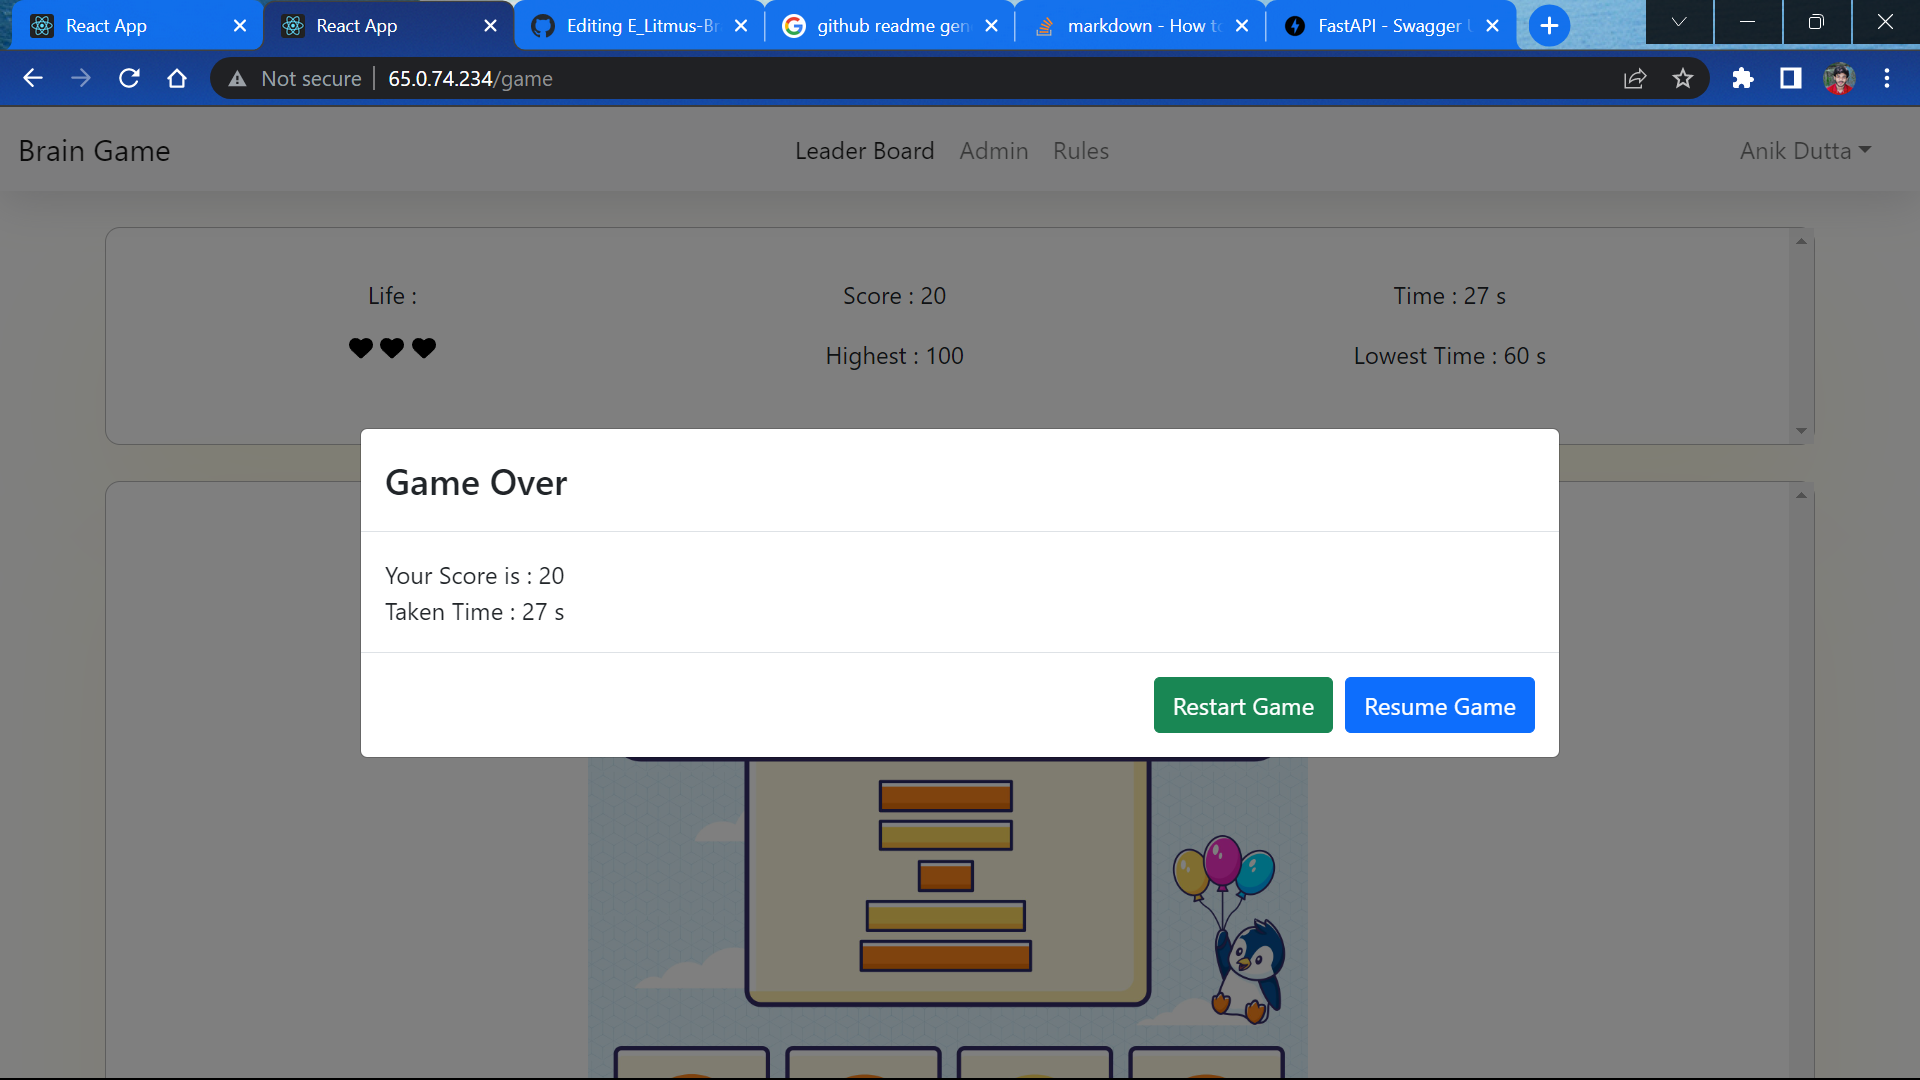 React App
React App
Editing E_Litmus-Br
github readme gen
markdown - How to
FastAPI - Swagger U
Not secure
65.0.74.234/game
Brain Game
Leader Board
Admin
Rules
Anik Dutta
Life :
Score : 20
Time : 27 s
Highest : 100
Lowest Time : 60 s
Game Over
Your Score is : 20
Taken Time : 27 s
Restart Game
Resume Game